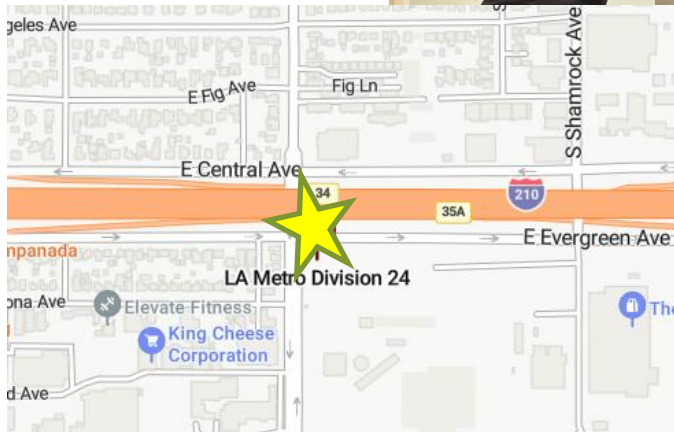 geles Ave
E Fig Ave
Fig Ln
S Shamrock Ave
E Central Ave
34
210
35A
E Evergreen Ave
mpanada
LA Metro Division 24
ona Ave
Elevate Fitness
The
King Cheese
Corporation
d Ave